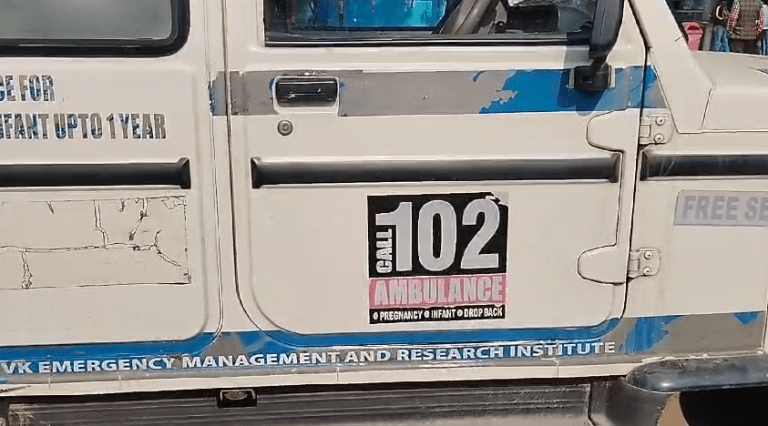 CE FOR
INFANT UPTO 1 YEAR
CALL 102
AMBULANCE
PREGNANCY INFANT DROP BACK
FREE SE
VK EMERGENCY MANAGEMENT AND RESEARCH INSTITUTE